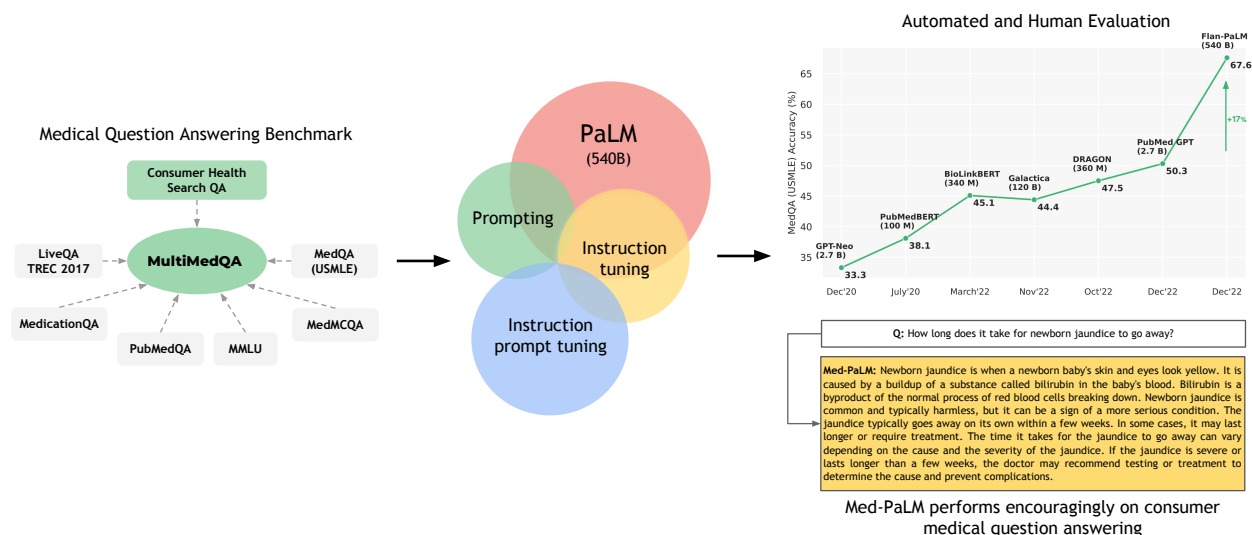 Medical Question Answering Benchmark
Consumer Health
Search QA
LiveQA
TREC 2017
MultiMedQA
MedQA
(USMLE)
MedicationQA
PubMedQA
MMLU
MedMCQA
PaLM
(540B)
Prompting
Instruction
tuning
Instruction
prompt tuning
Automated and Human Evaluation
MedQA (USMLE) Accuracy (%)
65
60
55
50
45
40
35
GPT-Neo
(2.7 B)
33.3
PubMedBERT
(100 M)
38.1
BioLinkBERT
(340 M)
45.1
Galactica
(120 B)
44.4
DRAGON
(360 M)
47.5
PubMed GPT
(2.7 B)
50.3
Flan-PaLM
(540 B)
67.6
+17%
Dec'20
July'20
March'22
Nov'22
Oct'22
Dec'22
Dec'22
Q: How long does it take for newborn jaundice to go away?
Med-PaLM: Newborn jaundice is when a newborn baby's skin and eyes look yellow. It is
caused by a buildup of a substance called bilirubin in the baby's blood. Bilirubin is a
byproduct of the normal process of red blood cells breaking down. Newborn jaundice is
common and typically harmless, but it can be a sign of a more serious condition. The
jaundice typically goes away on its own within a few weeks. In some cases, it may last
longer or require treatment. The time it takes for the jaundice to go away can vary
depending on the cause and the severity of the jaundice. If the jaundice is severe or
lasts longer than a few weeks, the doctor may recommend testing or treatment to
determine the cause and prevent complications.
Med-PaLM performs encouragingly on consumer
medical question answering